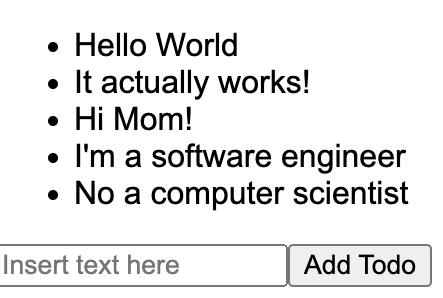 Hello World
It actually works!
Hi Mom!
I'm a software engineer
No a computer scientist
Insert text here
Add Todo